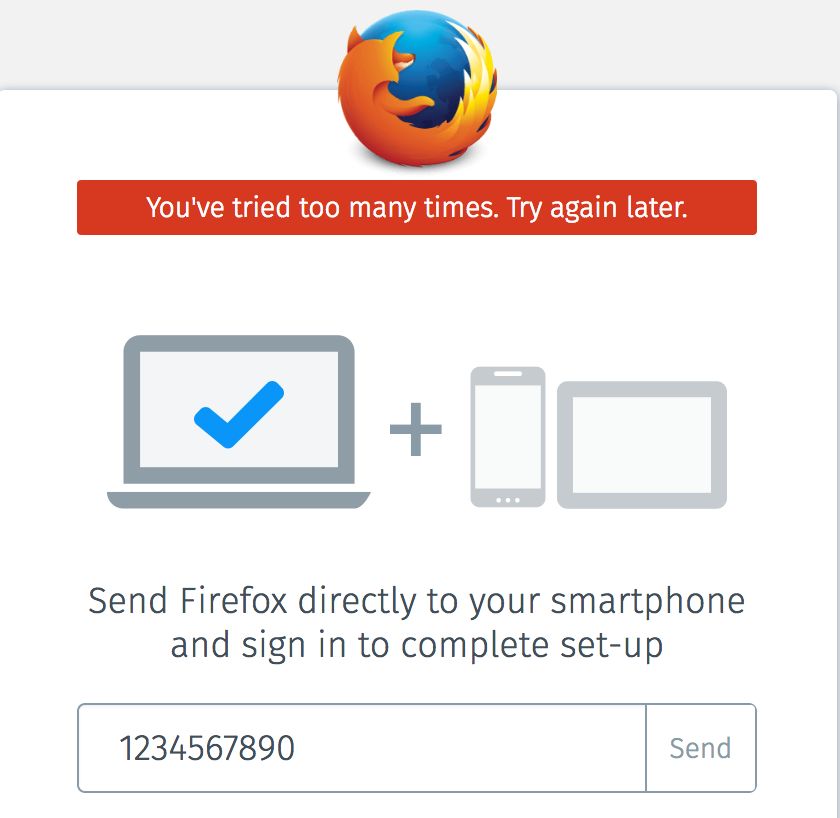 You've tried too many times. Try again later.
Send Firefox directly to your smartphone
and sign in to complete set-up
1234567890
Send